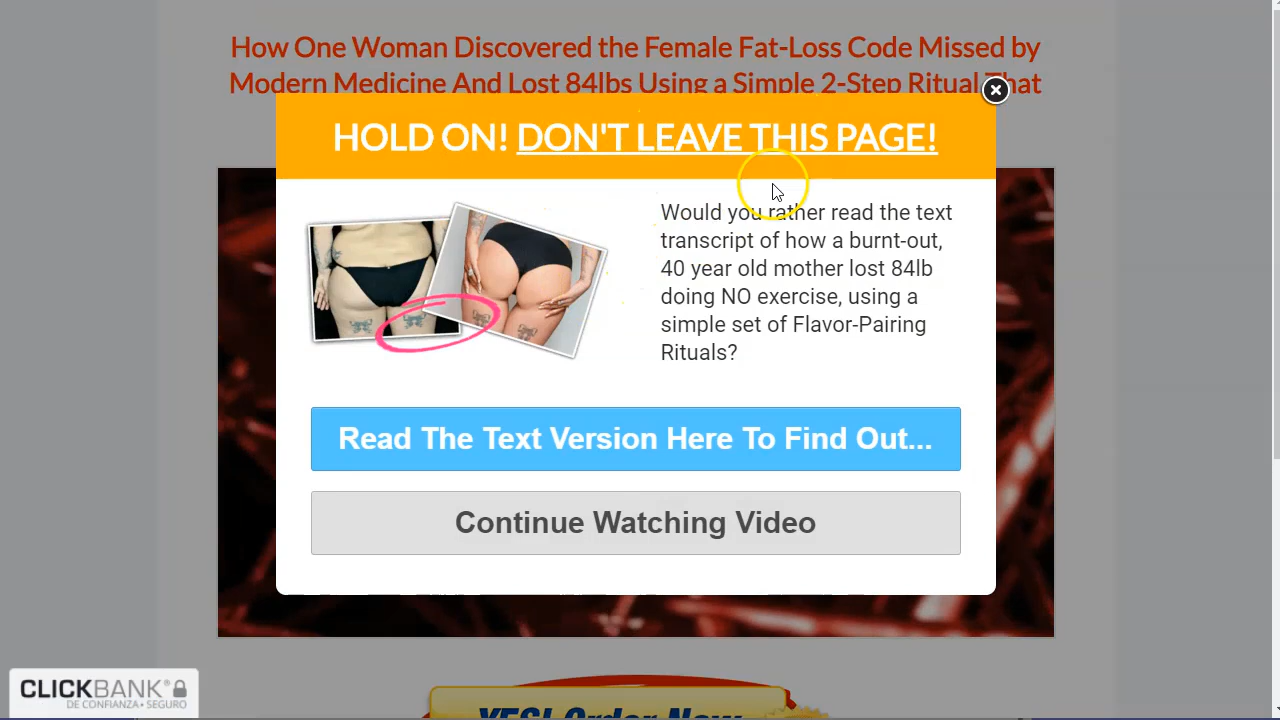 How One Woman Discovered the Female Fat-Loss Code Missed by
Modern Medicine And Lost 84lbs Using a Simple 2-Step Ritual That
HOLD ON! DON'T LEAVE THIS PAGE!
Would you rather read the text
transcript of how a burnt-out,
40 year old mother lost 84lb
doing NO exercise, using a
simple set of Flavor-Pairing
Rituals?
Read The Text Version Here To Find Out...
Continue Watching Video
CLICKBANK®
DE CONFIANZA • SEGURO
YES! Order Now